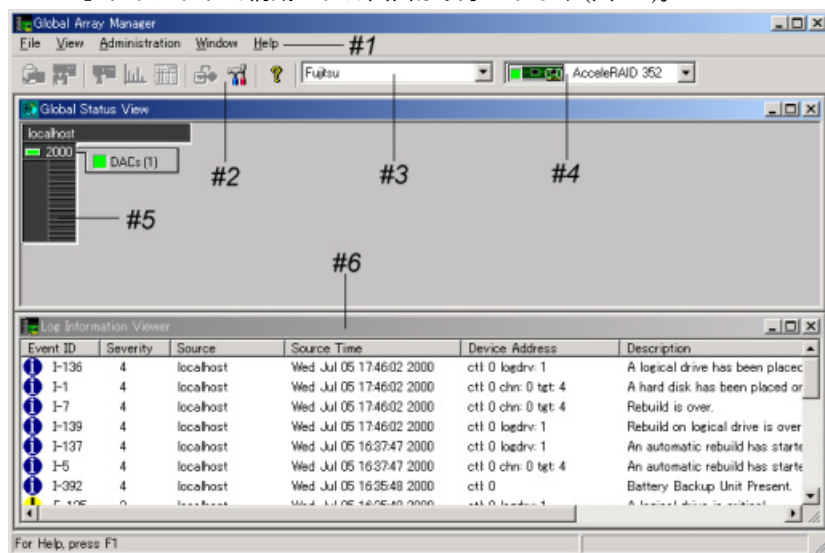 Global Array Manager
File View Administration Window Help #1
Fujitsu AcceleRAID 352
#2 #3 #4
Global Status View
localhost
2000 DACs (1)
#5
#6
Log Information Viewer
Event ID Severity Source Source Time Device Address Description
I-136 4 localhost Wed Jul 05 17:46:02 2000 ctl: 0 logdrv: 1 A logical drive has been placed
I-1 4 localhost Wed Jul 05 17:46:02 2000 ctl: 0 chn: 0 tgt: 4 A hard disk has been placed on
I-7 4 localhost Wed Jul 05 17:46:02 2000 ctl: 0 chn: 0 tgt: 4 Rebuild is over.
I-139 4 localhost Wed Jul 05 17:46:02 2000 ctl: 0 logdrv: 1 Rebuild on logical drive is over
I-137 4 localhost Wed Jul 05 16:37:47 2000 ctl: 0 logdrv: 1 An automatic rebuild has starte
I-5 4 localhost Wed Jul 05 16:37:47 2000 ctl: 0 chn: 0 tgt: 4 An automatic rebuild has starte
I-392 4 localhost Wed Jul 05 16:35:48 2000 ctl: 0 Battery Backup Unit Present.
For Help, press F1